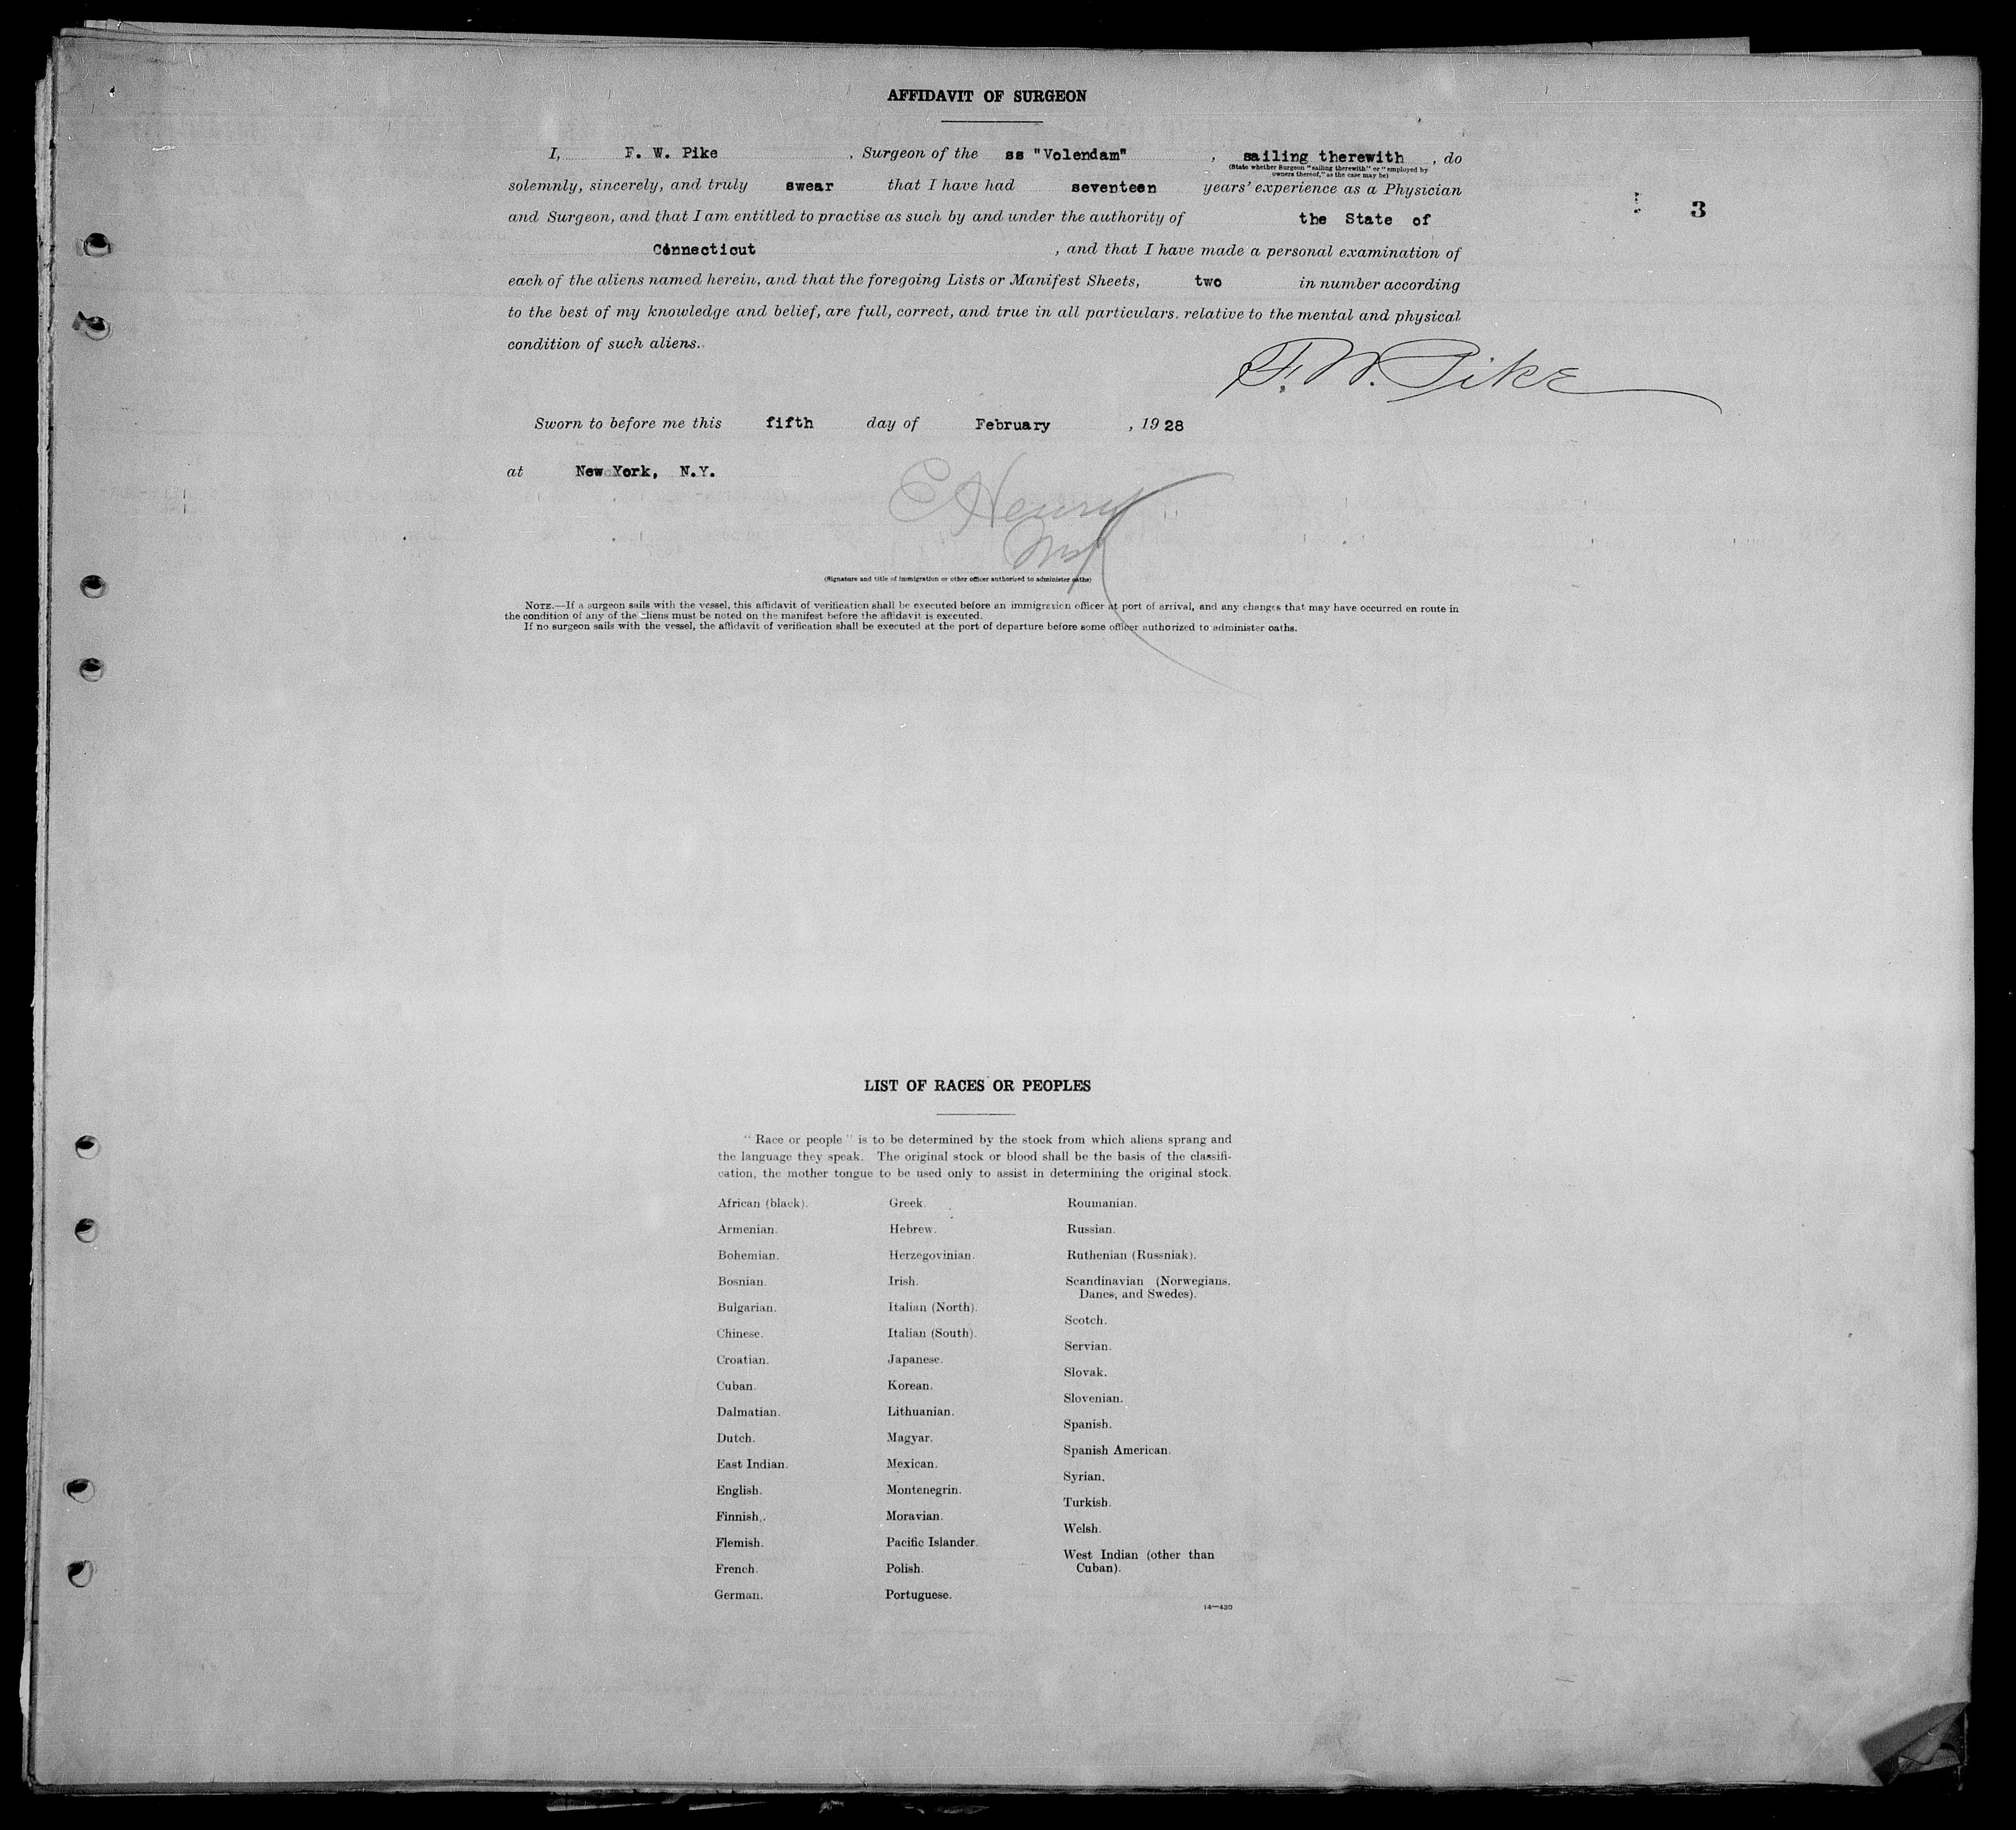 AFFIDAVIT OF SURGEON
I, F. W. Pike, Surgeon of the ss "Volendam", sailing therewith, do
(State whether Surgeon "sailing therewith" or "employed by
owners thereof," as the case may be)
solemnly, sincerely, and truly swear that I have had seventeen years' experience as a Physician
3
and Surgeon, and that I am entitled to practise as such by and under the authority of the State of
Connecticut, and that I have made a personal examination of
each of the aliens named herein, and that the foregoing Lists or Manifest Sheets, two in number according
to the best of my knowledge and belief, are full, correct, and true in all particulars. relative to the mental and physical
condition of such aliens.
F. W. Pike
Sworn to before me this fifth day of February, 1928
at New York, N.Y.
E Henry
(Signature and title of immigration or other officer authorized to administer oaths)
NOTE.—If a surgeon sails with the vessel, this affidavit of verification shall be executed before an immigration officer at port of arrival, and any changes that may have occurred en route in
the condition of any of the aliens must be noted on the manifest before the affidavit is executed.
If no surgeon sails with the vessel, the affidavit of verification shall be executed at the port of departure before some officer authorized to administer oaths.
LIST OF RACES OR PEOPLES
"Race or people" is to be determined by the stock from which aliens sprang and
the language they speak. The original stock or blood shall be the basis of the classifi-
cation, the mother tongue to be used only to assist in determining the original stock.
African (black).
Armenian.
Bohemian.
Bosnian.
Bulgarian.
Chinese.
Croatian.
Cuban.
Dalmatian.
Dutch.
East Indian.
English.
Finnish.
Flemish.
French.
German.
Greek.
Hebrew.
Herzegovinian.
Irish.
Italian (North).
Italian (South).
Japanese.
Korean.
Lithuanian.
Magyar.
Mexican.
Montenegrin.
Moravian.
Pacific Islander.
Polish.
Portuguese.
Roumanian.
Russian.
Ruthenian (Russniak).
Scandinavian (Norwegians,
Danes, and Swedes).
Scotch.
Servian.
Slovak.
Slovenian.
Spanish.
Spanish American.
Syrian.
Turkish.
Welsh.
West Indian (other than
Cuban).
14—430